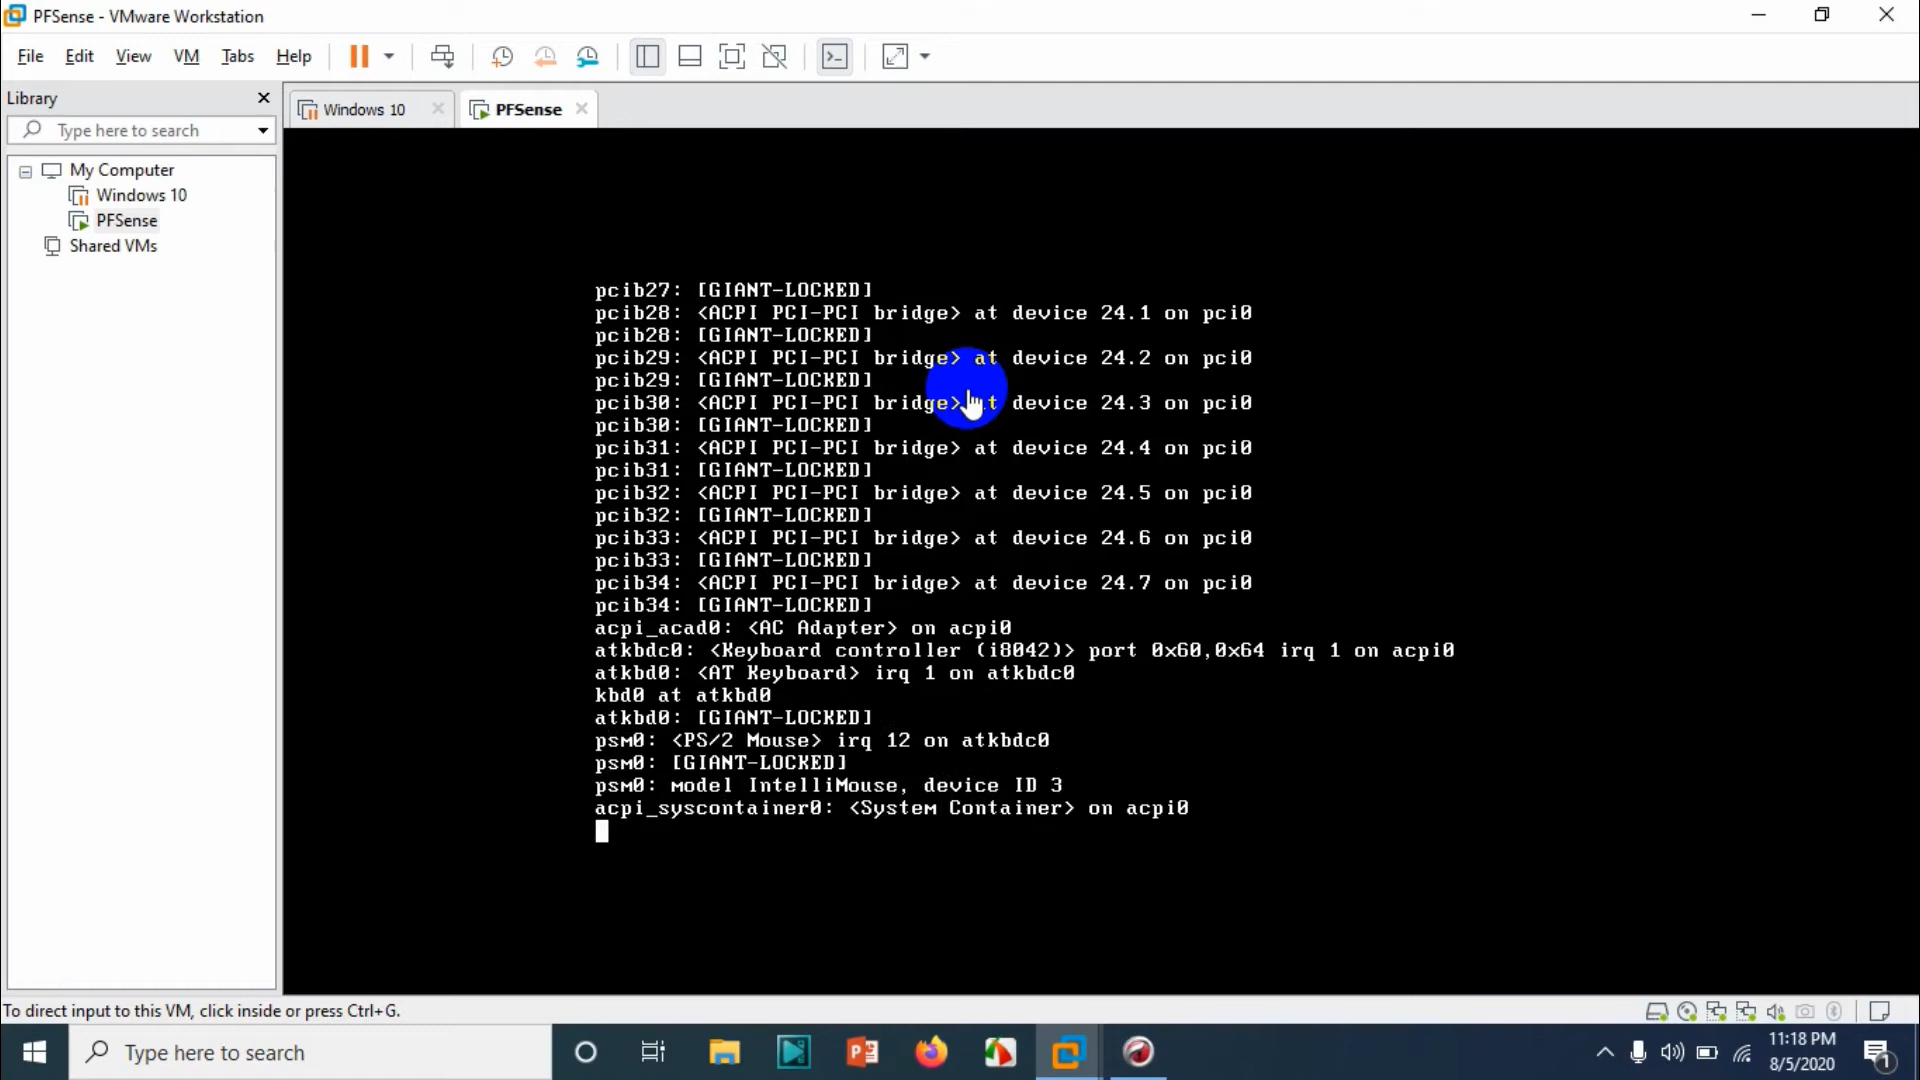 PFSense - VMware Workstation
File Edit View VM Tabs Help
Library
Type here to search
Windows 10
PFSense
My Computer
Windows 10
PFSense
Shared VMs
pcib27: [GIANT-LOCKED]
pcib28: <ACPI PCI-PCI bridge> at device 24.1 on pci0
pcib28: [GIANT-LOCKED]
pcib29: <ACPI PCI-PCI bridge> at device 24.2 on pci0
pcib29: [GIANT-LOCKED]
pcib30: <ACPI PCI-PCI bridge> at device 24.3 on pci0
pcib30: [GIANT-LOCKED]
pcib31: <ACPI PCI-PCI bridge> at device 24.4 on pci0
pcib31: [GIANT-LOCKED]
pcib32: <ACPI PCI-PCI bridge> at device 24.5 on pci0
pcib32: [GIANT-LOCKED]
pcib33: <ACPI PCI-PCI bridge> at device 24.6 on pci0
pcib33: [GIANT-LOCKED]
pcib34: <ACPI PCI-PCI bridge> at device 24.7 on pci0
pcib34: [GIANT-LOCKED]
acpi_acad0: <AC Adapter> on acpi0
atkbdc0: <Keyboard controller (i8042)> port 0x60,0x64 irq 1 on acpi0
atkbd0: <AT Keyboard> irq 1 on atkbdc0
kbd0 at atkbd0
atkbd0: [GIANT-LOCKED]
psm0: <PS/2 Mouse> irq 12 on atkbdc0
psm0: [GIANT-LOCKED]
psm0: model IntelliMouse, device ID 3
acpi_syscontainer0: <System Container> on acpi0
To direct input to this VM, click inside or press Ctrl+G.
Type here to search
11:18 PM
8/5/2020
1